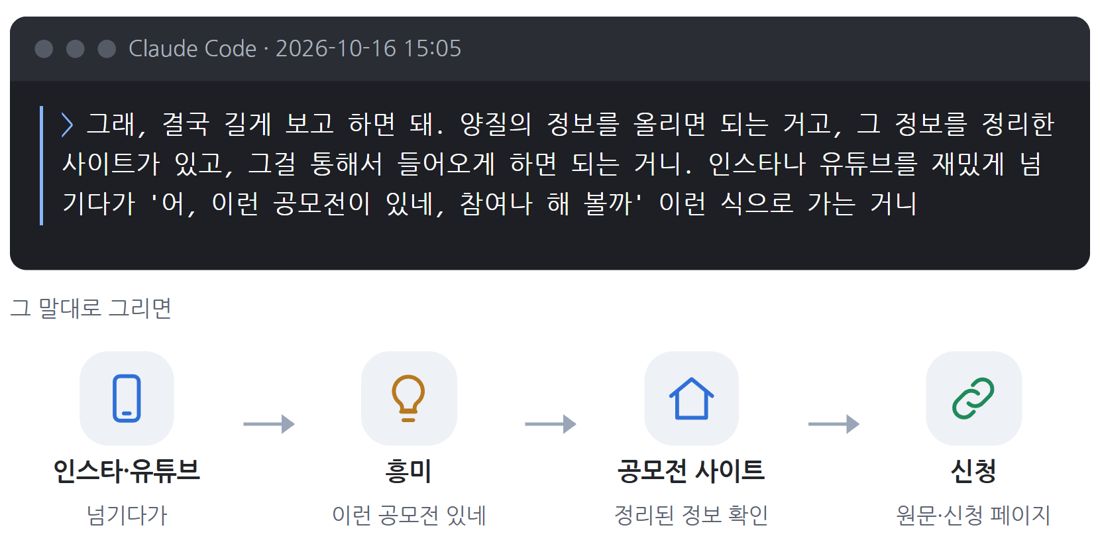 Claude Code · 2026-10-16 15:05
> 그래, 결국 길게 보고 하면 돼. 양질의 정보를 올리면 되는 거고, 그 정보를 정리한
사이트가 있고, 그걸 통해서 들어오게 하면 되는 거니. 인스타나 유튜브를 재밌게 넘
기다가 '어, 이런 공모전이 있네, 참여나 해 볼까' 이런 식으로 가는 거니
그 말대로 그리면
인스타·유튜브
넘기다가
흥미
이런 공모전 있네
공모전 사이트
정리된 정보 확인
신청
원문·신청 페이지